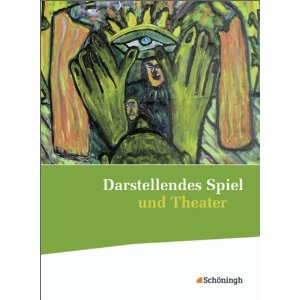 Darstellendes Spiel
und Theater
Schöningh